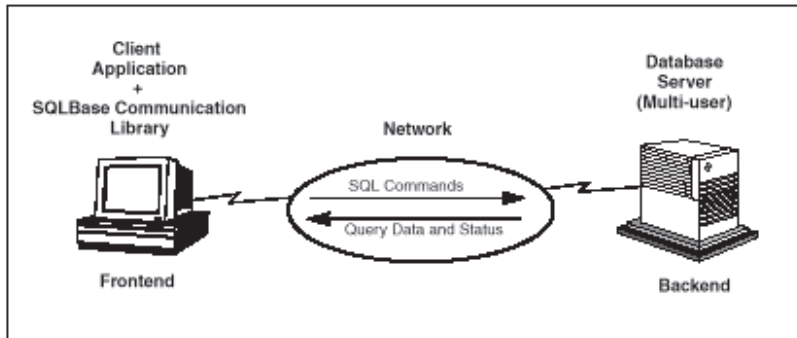 Client
Application
+
SQLBase Communication
Library
Frontend
Network
SQL Commands
Query Data and Status
Database
Server
(Multi-user)
Backend